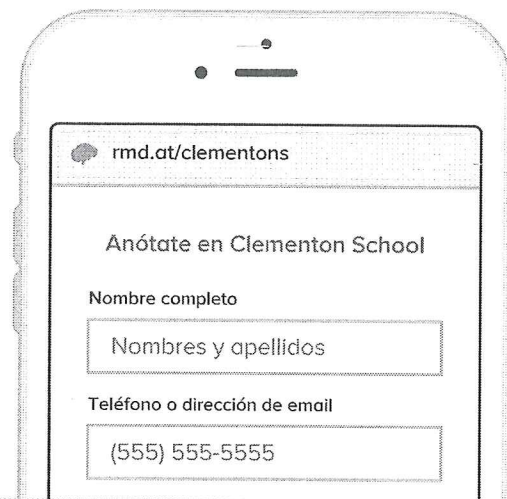 rmd.at/clementons
Anótate en Clementon School
Nombre completo
Nombres y apellidos
Teléfono o dirección de email
(555) 555-5555